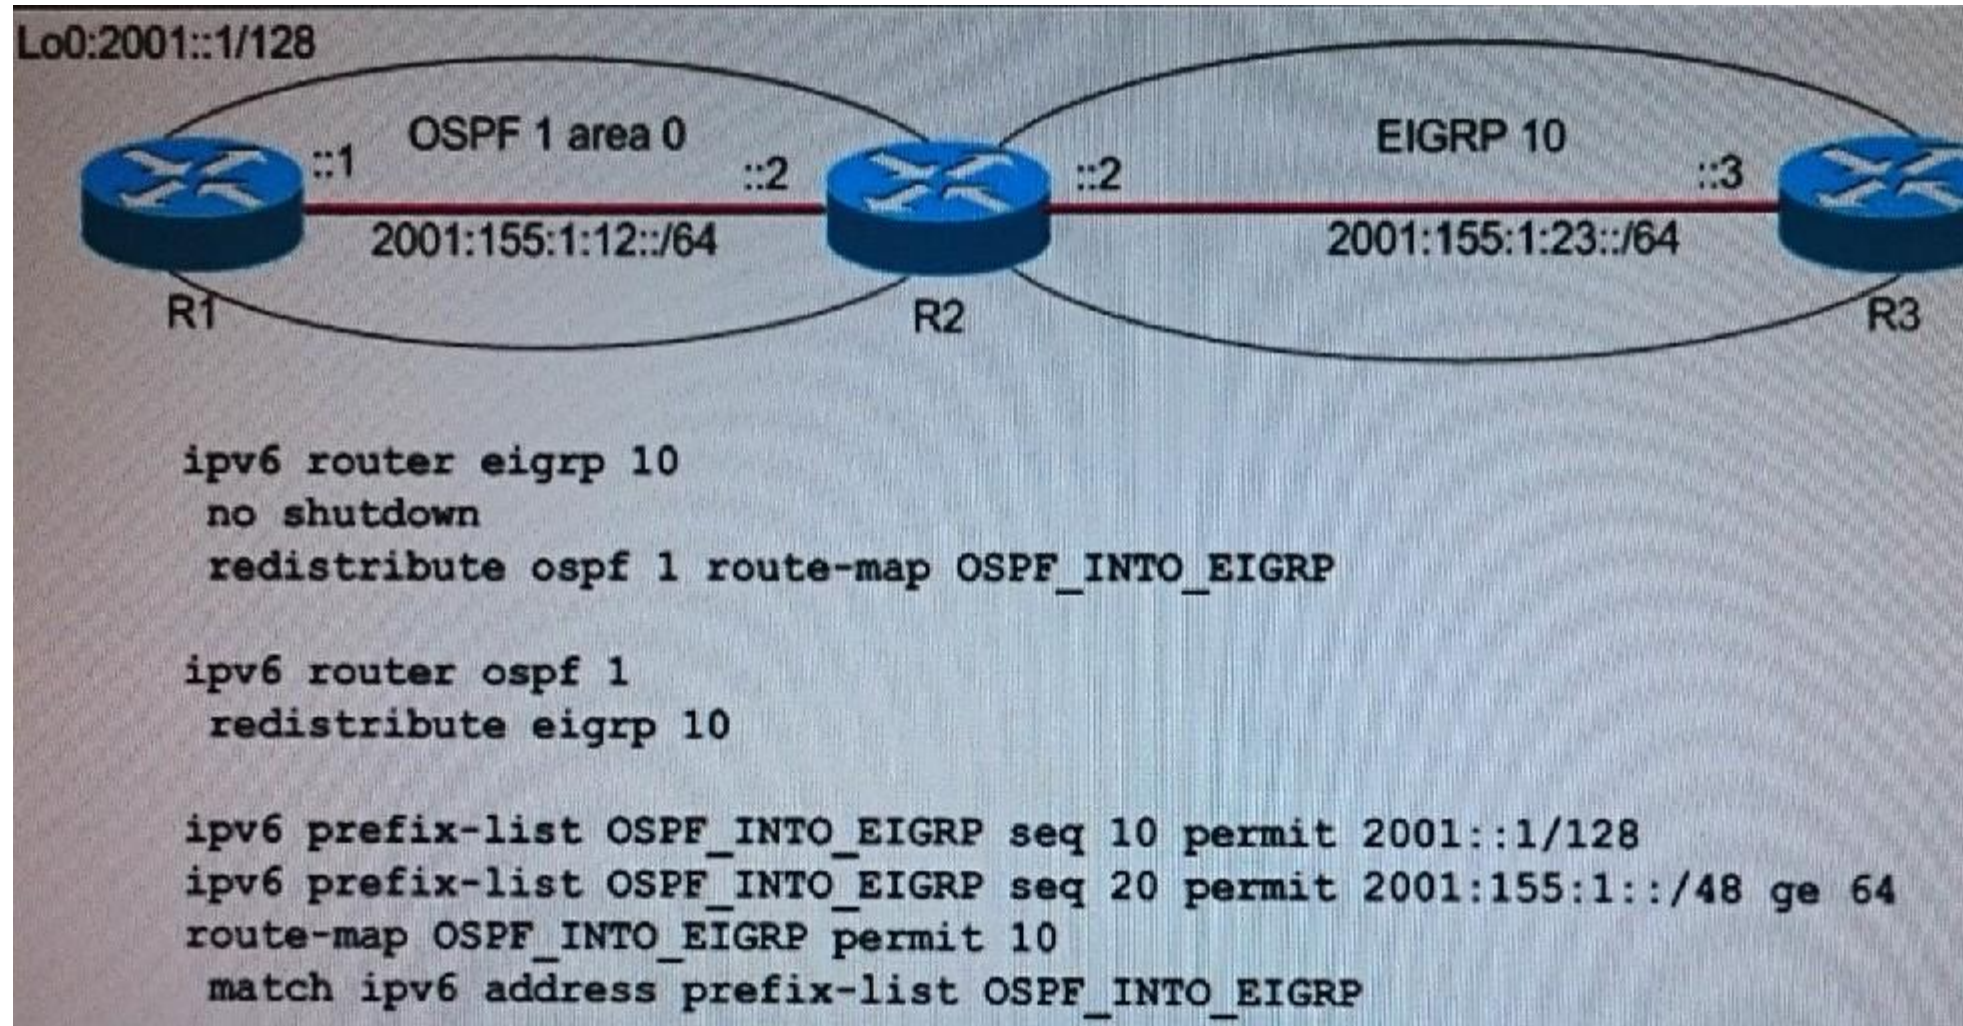 Lo0:2001::1/128
OSPF 1 area 0
EIGRP 10
::1
::2
::2
::3
2001:155:1:12::/64
2001:155:1:23::/64
R1
R2
R3
ipv6 router eigrp 10
no shutdown
redistribute ospf 1 route-map OSPF_INTO_EIGRP
ipv6 router ospf 1
redistribute eigrp 10
ipv6 prefix-list OSPF_INTO_EIGRP seq 10 permit 2001::1/128
ipv6 prefix-list OSPF_INTO_EIGRP seq 20 permit 2001:155:1::/48 ge 64
route-map OSPF_INTO_EIGRP permit 10
match ipv6 address prefix-list OSPF_INTO_EIGRP